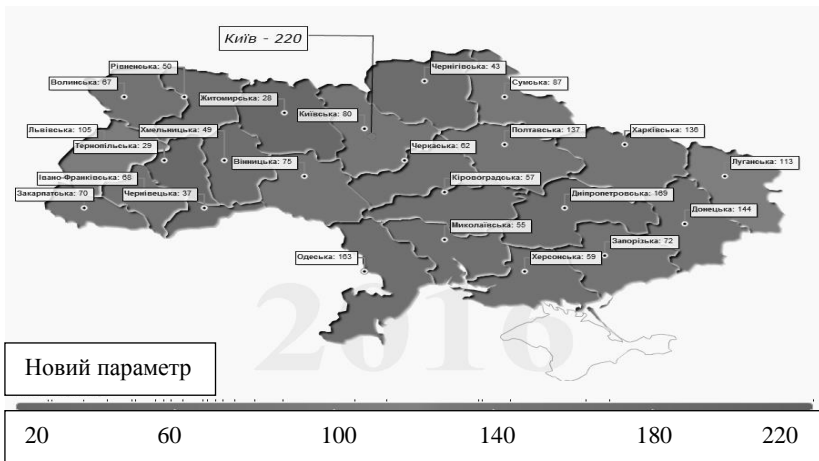 Київ - 220
Рівненська: 50
Чернігівська: 43
Волинська: 67
Сумська: 87
Житомирська: 28
Київська: 80
Львівська: 105
Хмельницька: 49
Полтавська: 137
Харківська: 136
Тернопільська: 29
Вінницька: 75
Черкаська: 62
Луганська: 113
Івано-Франківська: 68
Кіровоградська: 57
Закарпатська: 70
Чернівецька: 37
Дніпропетровська: 169
Донецька: 144
Миколаївська: 55
Запорізька: 72
Одеська: 163
Херсонська: 59
2016
Новий параметр
20 60 100 140 180 220